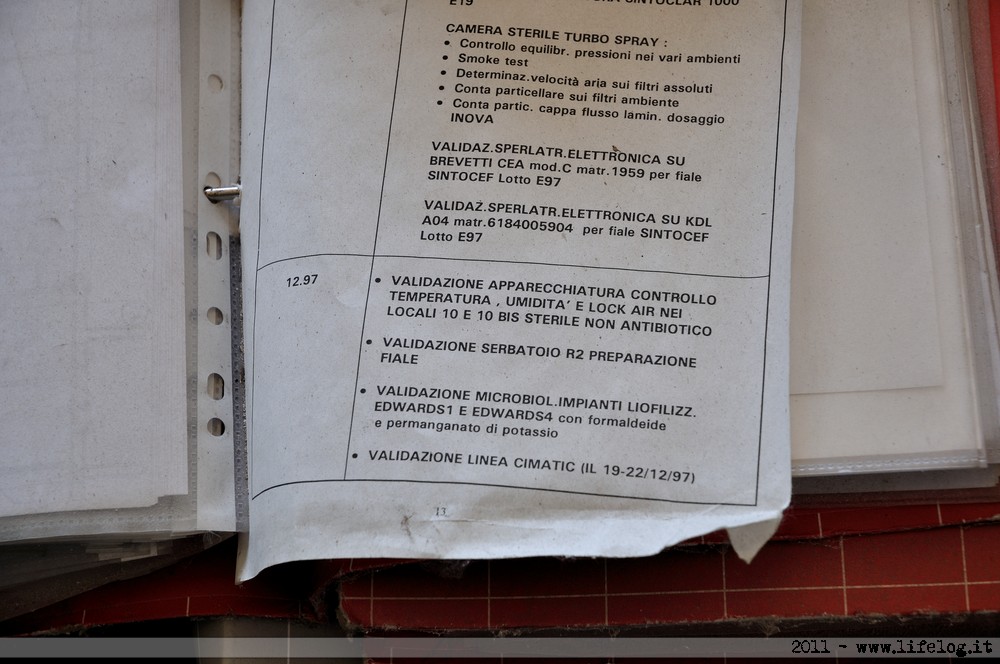 E19 SINTOCLAR 1000
CAMERA STERILE TURBO SPRAY :
• Controllo equilibr. pressioni nei vari ambienti
• Smoke test
• Determinaz.velocità aria sui filtri assoluti
• Conta particellare sui filtri ambiente
• Conta partic. cappa flusso lamin. dosaggio
INOVA
VALIDAZ.SPERLATR.ELETTRONICA SU
BREVETTI CEA mod.C matr.1959 per fiale
SINTOCEF Lotto E97
VALIDAZ.SPERLATR.ELETTRONICA SU KDL
A04 matr.6184005904 per fiale SINTOCEF
Lotto E97
12.97
• VALIDAZIONE APPARECCHIATURA CONTROLLO
TEMPERATURA , UMIDITA' E LOCK AIR NEI
LOCALI 10 E 10 BIS STERILE NON ANTIBIOTICO
• VALIDAZIONE SERBATOIO R2 PREPARAZIONE
FIALE
• VALIDAZIONE MICROBIOL.IMPIANTI LIOFILIZZ.
EDWARDS1 E EDWARDS4 con formaldeide
e permanganato di potassio
• VALIDAZIONE LINEA CIMATIC (IL 19-22/12/97)
13
2011 - www.lifelog.it